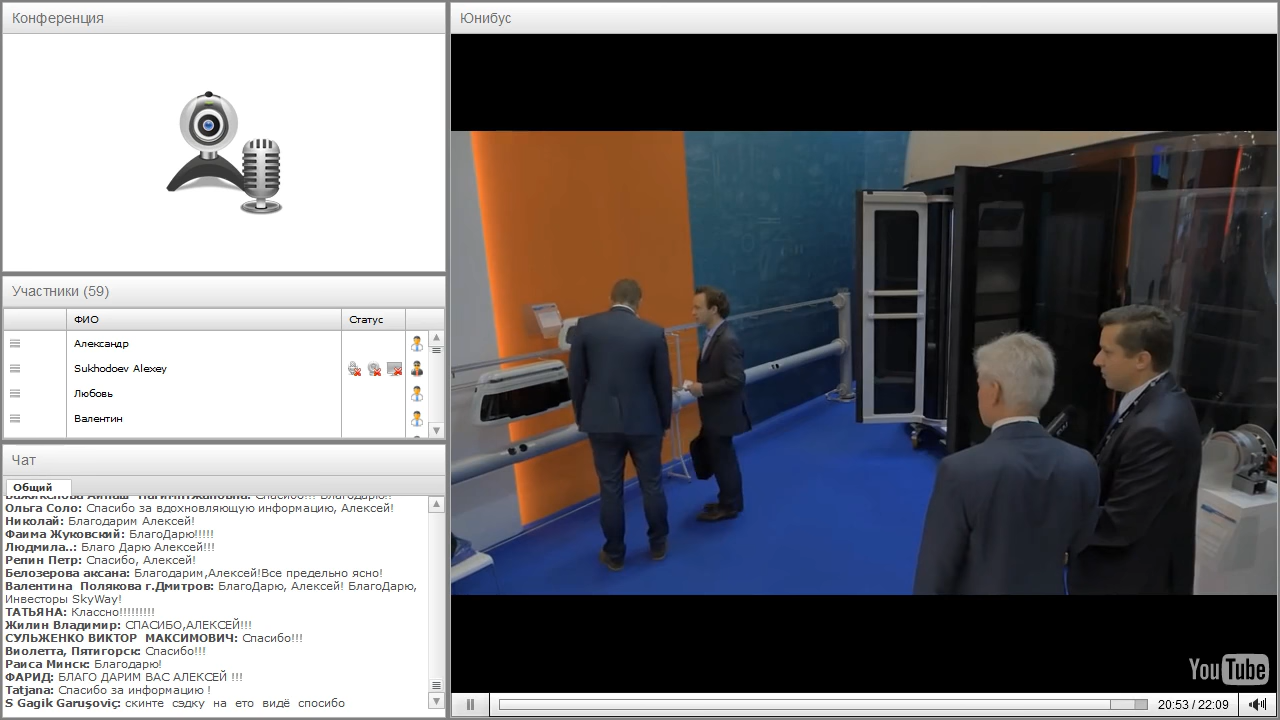 Конференция
Юнибус
Участники (59)
ФИО Статус
Александр
Sukhodoev Alexey
Любовь
Валентин
Чат
Общий
Спасибо!!! Благодарю!!
Ольга Соло: Спасибо за вдохновляющую информацию, Алексей!
Николай: Благодарим Алексей!
Фаима Жуковский: БлагоДарю!!!!!
Людмила..: Благо Дарю Алексей!!!
Репин Петр: Спасибо, Алексей!
Белозерова аксана: Благодарим,Алексей!Все предельно ясно!
Валентина Полякова г.Дмитров: БлагоДарю, Алексей! БлагоДарю,
Инвесторы SkyWay!
ТАТЬЯНА: Классно!!!!!!!!!
Жилин Владимир: СПАСИБО,АЛЕКСЕЙ!!!
СУЛЬЖЕНКО ВИКТОР МАКСИМОВИЧ: Спасибо!!!
Виолетта, Пятигорск: Спасибо!!!
Раиса Минск: Благодарю!
ФАРИД: БЛАГО ДАРИМ ВАС АЛЕКСЕЙ !!!
Tatjana: Спасибо за информацию !
S Gagik Garuşoviç: скинте на ето видё спосибо
YouTube
20:53 / 22:09